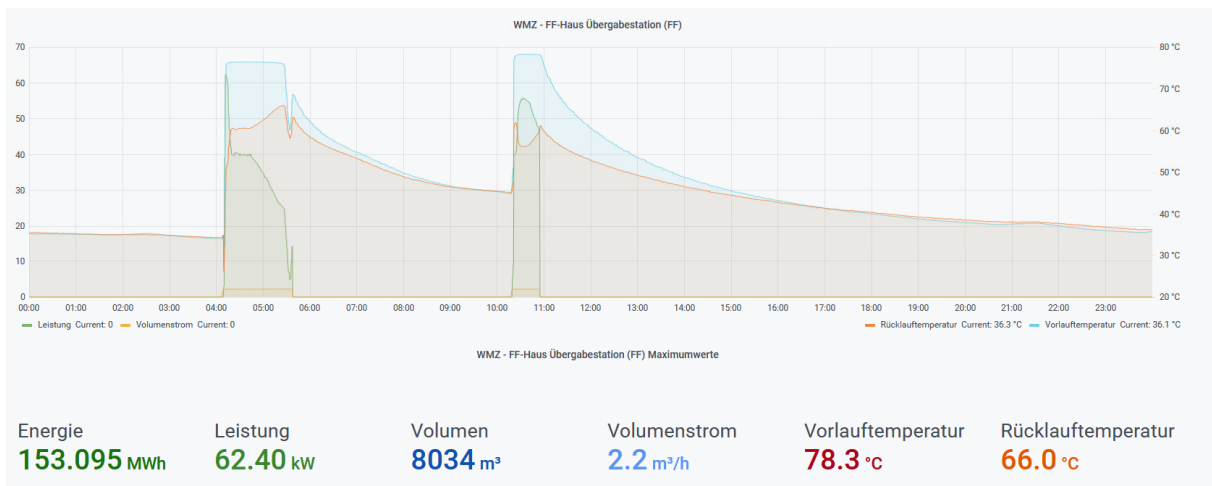 WMZ - FF-Haus Übergabestation (FF)
70
60
50
40
30
20
10
0
80 °C
70 °C
60 °C
50 °C
40 °C
30 °C
20 °C
00:00 01:00 02:00 03:00 04:00 05:00 06:00 07:00 08:00 09:00 10:00 11:00 12:00 13:00 14:00 15:00 16:00 17:00 18:00 19:00 20:00 21:00 22:00 23:00
Leistung Current: 0 Volumenstrom Current: 0 Rücklauftemperatur Current: 36.3 °C Vorlauftemperatur Current: 36.1 °C
WMZ - FF-Haus Übergabestation (FF) Maximumwerte
Energie Leistung Volumen Volumenstrom Vorlauftemperatur Rücklauftemperatur
153.095 MWh 62.40 kW 8034 m³ 2.2 m³/h 78.3 °C 66.0 °C